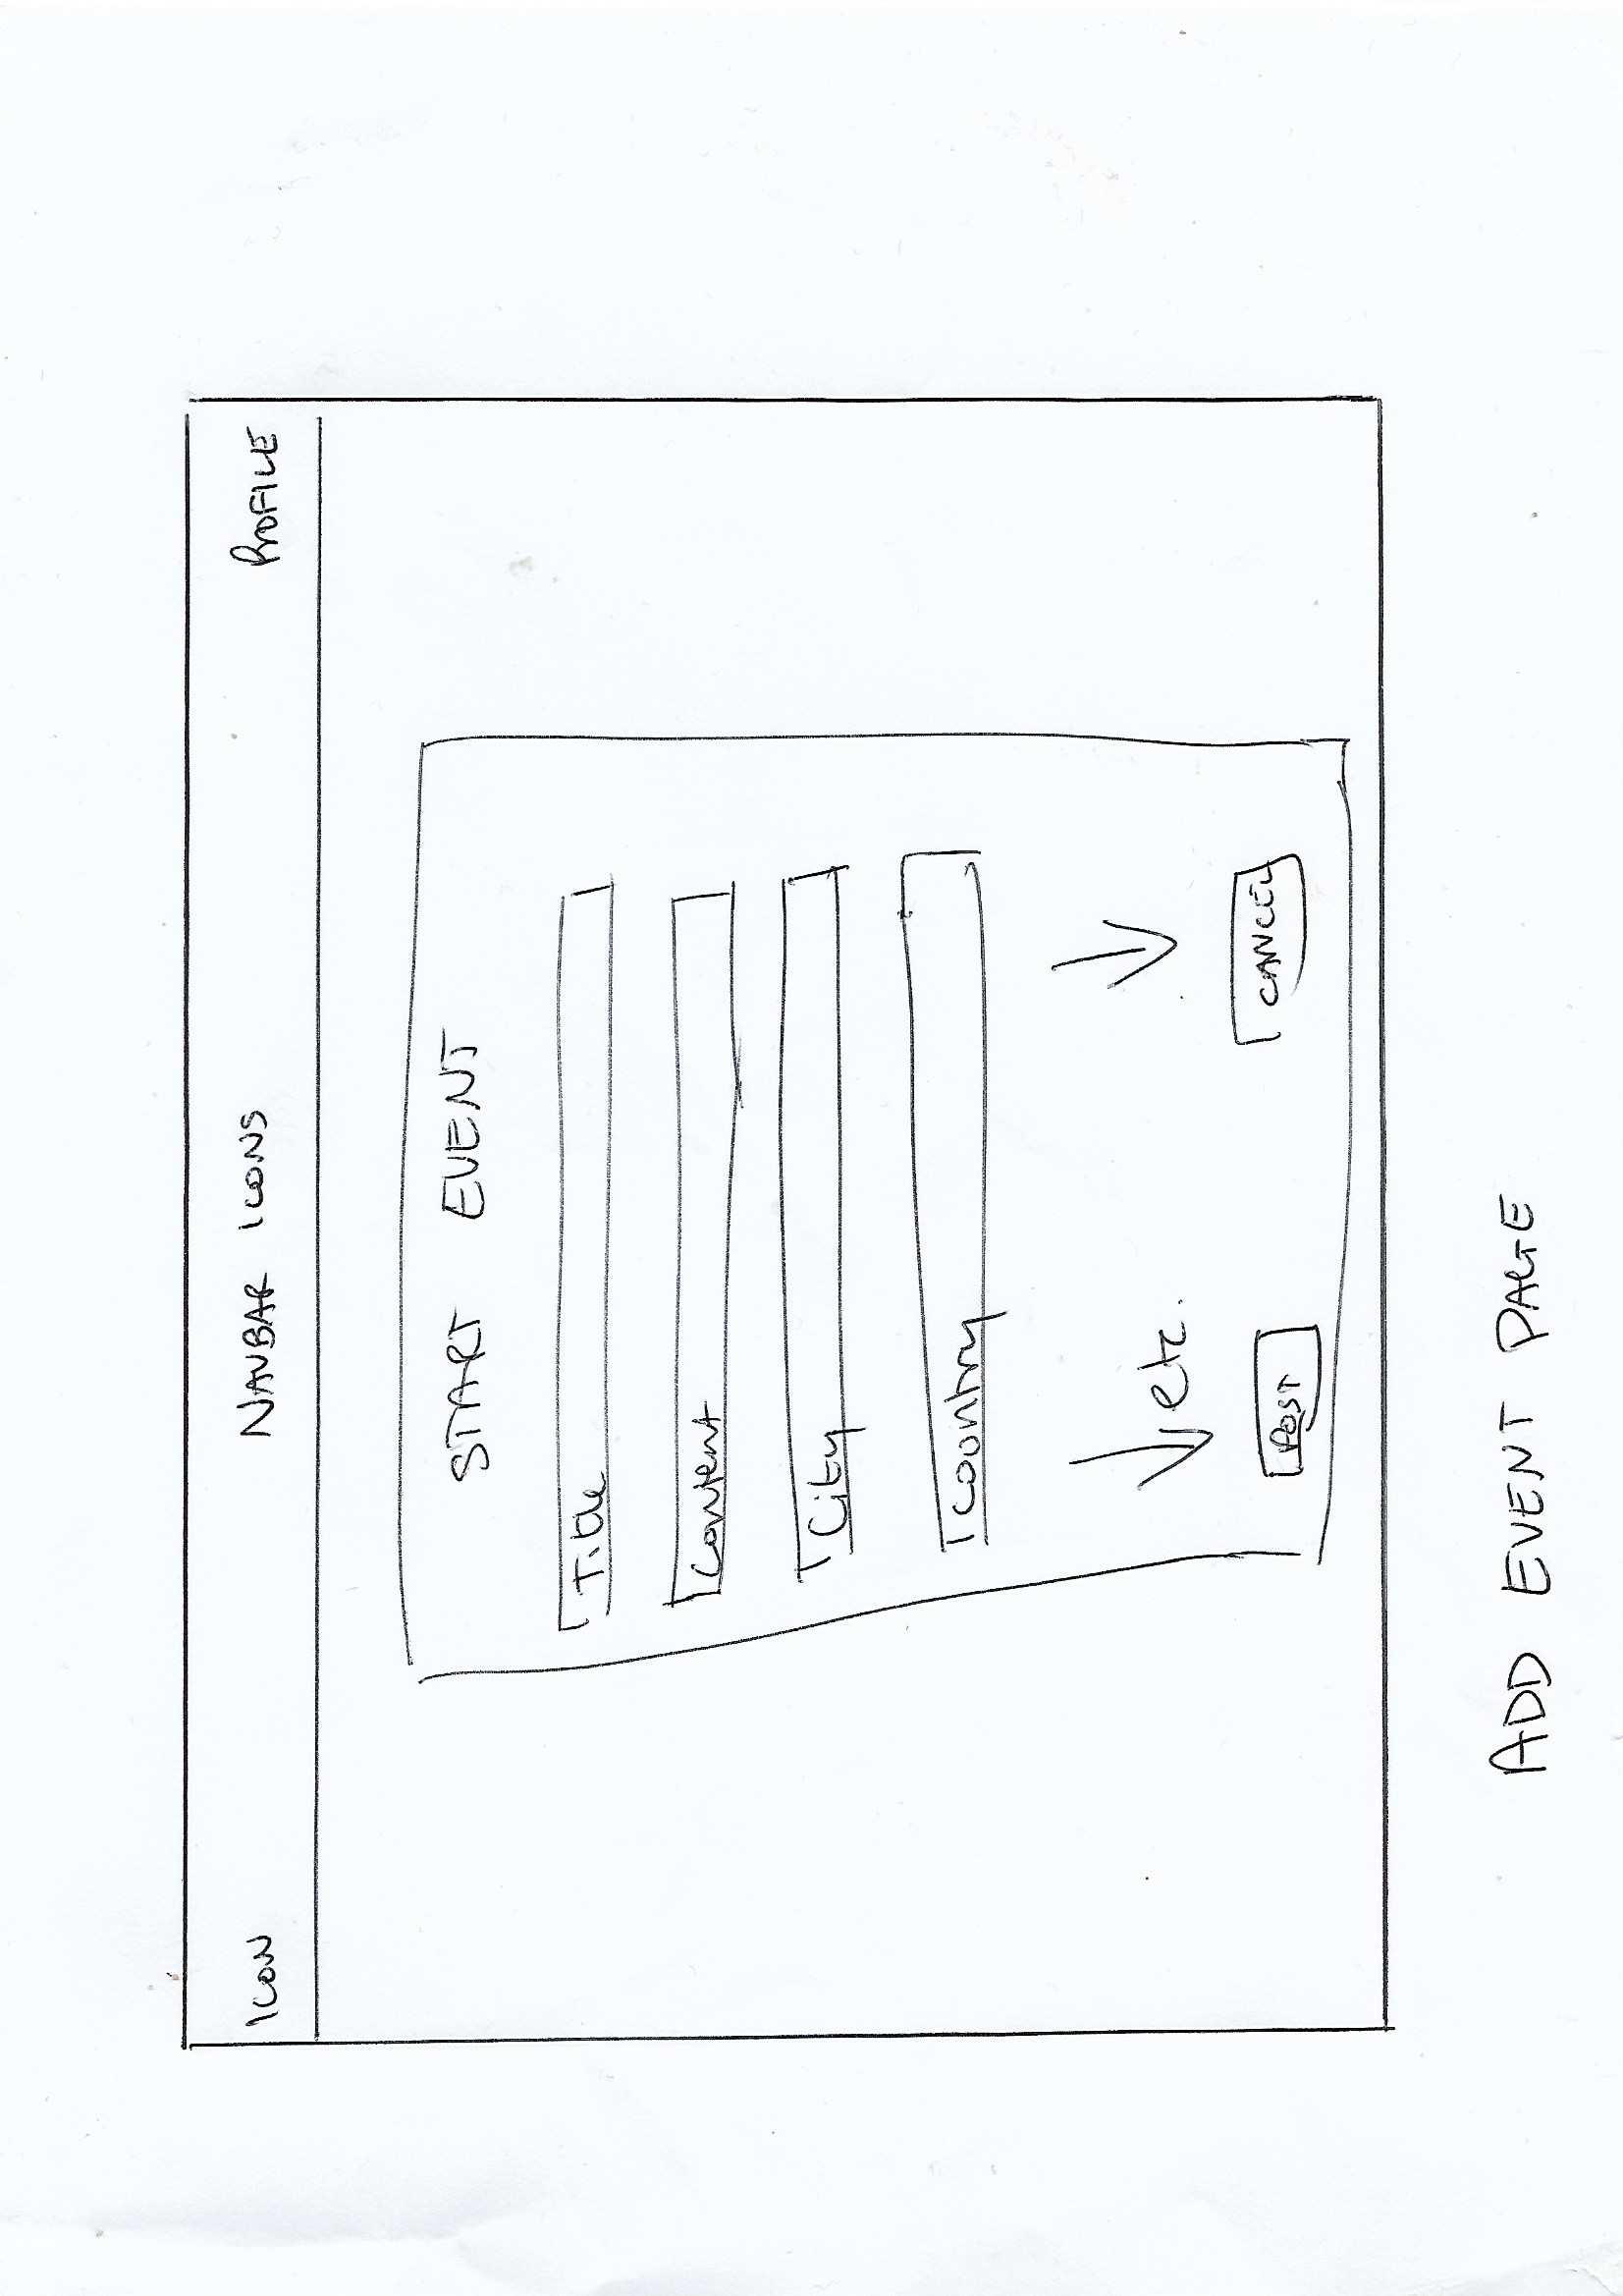 ICON NAVBAR ICONS PROFILE
START EVENT
Title
Content
City
Country
etc.
POST CANCEL
ADD EVENT PAGE